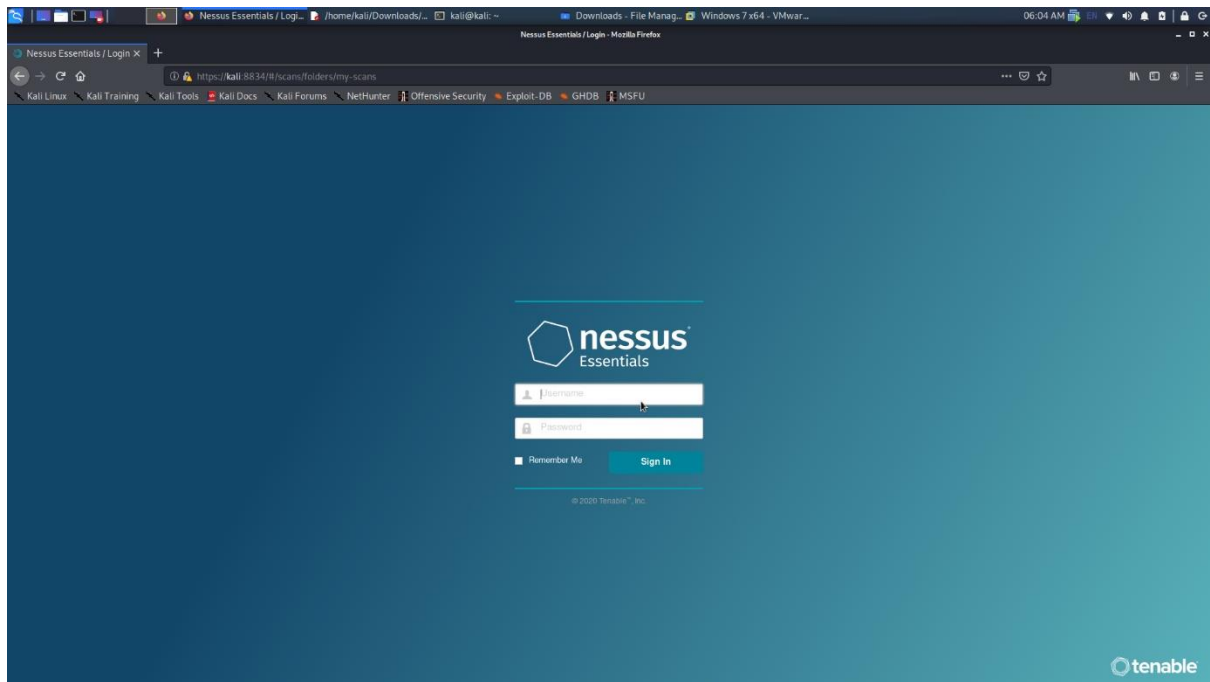 Nessus Essentials / Logi... /home/kali/Downloads/... kali@kali: ~ Downloads - File Manag... Windows 7 x64 - VMwar... 06:04 AM EN
Nessus Essentials / Login - Mozilla Firefox
Nessus Essentials / Login × +
https://kali:8834/#/scans/folders/my-scans
Kali Linux Kali Training Kali Tools Kali Docs Kali Forums NetHunter Offensive Security Exploit-DB GHDB MSFU
nessus
Essentials
Username
Password
Remember Me Sign In
© 2020 Tenable™, Inc.
tenable